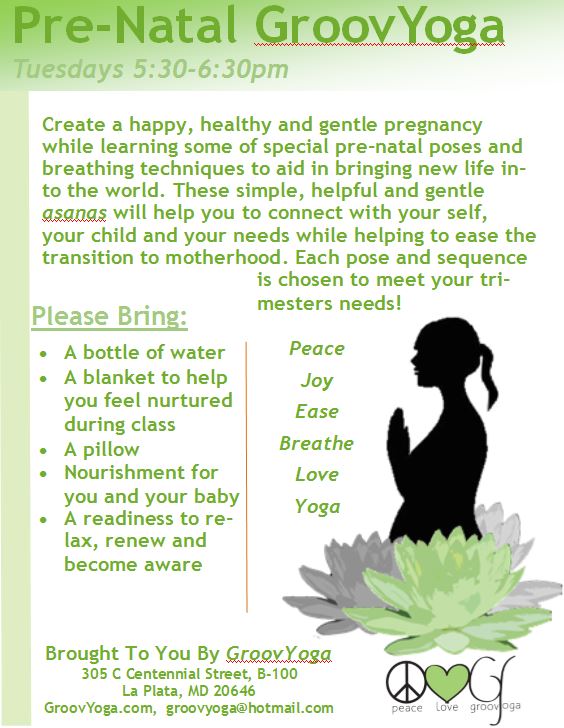 Pre-Natal GroovYoga
Tuesdays 5:30-6:30pm
Create a happy, healthy and gentle pregnancy
while learning some of special pre-natal poses and
breathing techniques to aid in bringing new life in-
to the world. These simple, helpful and gentle
asanas will help you to connect with your self,
your child and your needs while helping to ease the
transition to motherhood. Each pose and sequence
is chosen to meet your tri-
mesters needs!
Please Bring:
• A bottle of water
• A blanket to help
you feel nurtured
during class
• A pillow
• Nourishment for
you and your baby
• A readiness to re-
lax, renew and
become aware
Peace
Joy
Ease
Breathe
Love
Yoga
Brought To You By GroovYoga
305 C Centennial Street, B-100
La Plata, MD 20646
GroovYoga.com, groovyoga@hotmail.com
peace love groovyoga